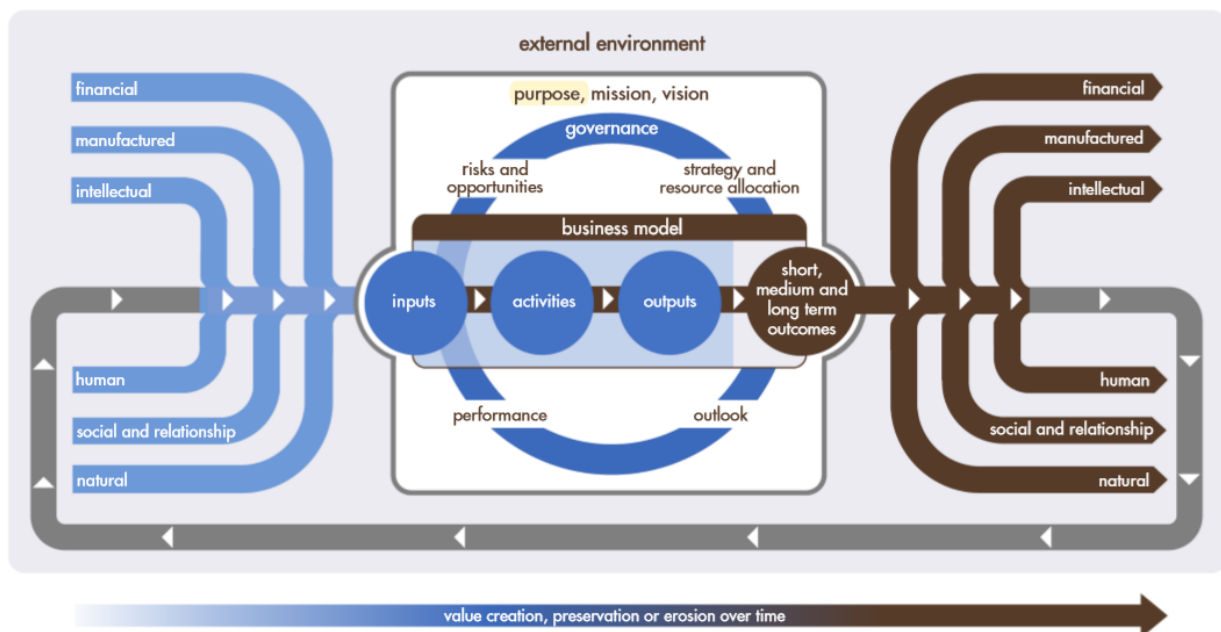 external environment
financial
manufactured
intellectual
human
social and relationship
natural
purpose, mission, vision
governance
risks and
opportunities
strategy and
resource allocation
business model
inputs
activities
outputs
short,
medium and
long term
outcomes
performance
outlook
financial
manufactured
intellectual
human
social and relationship
natural
value creation, preservation or erosion over time